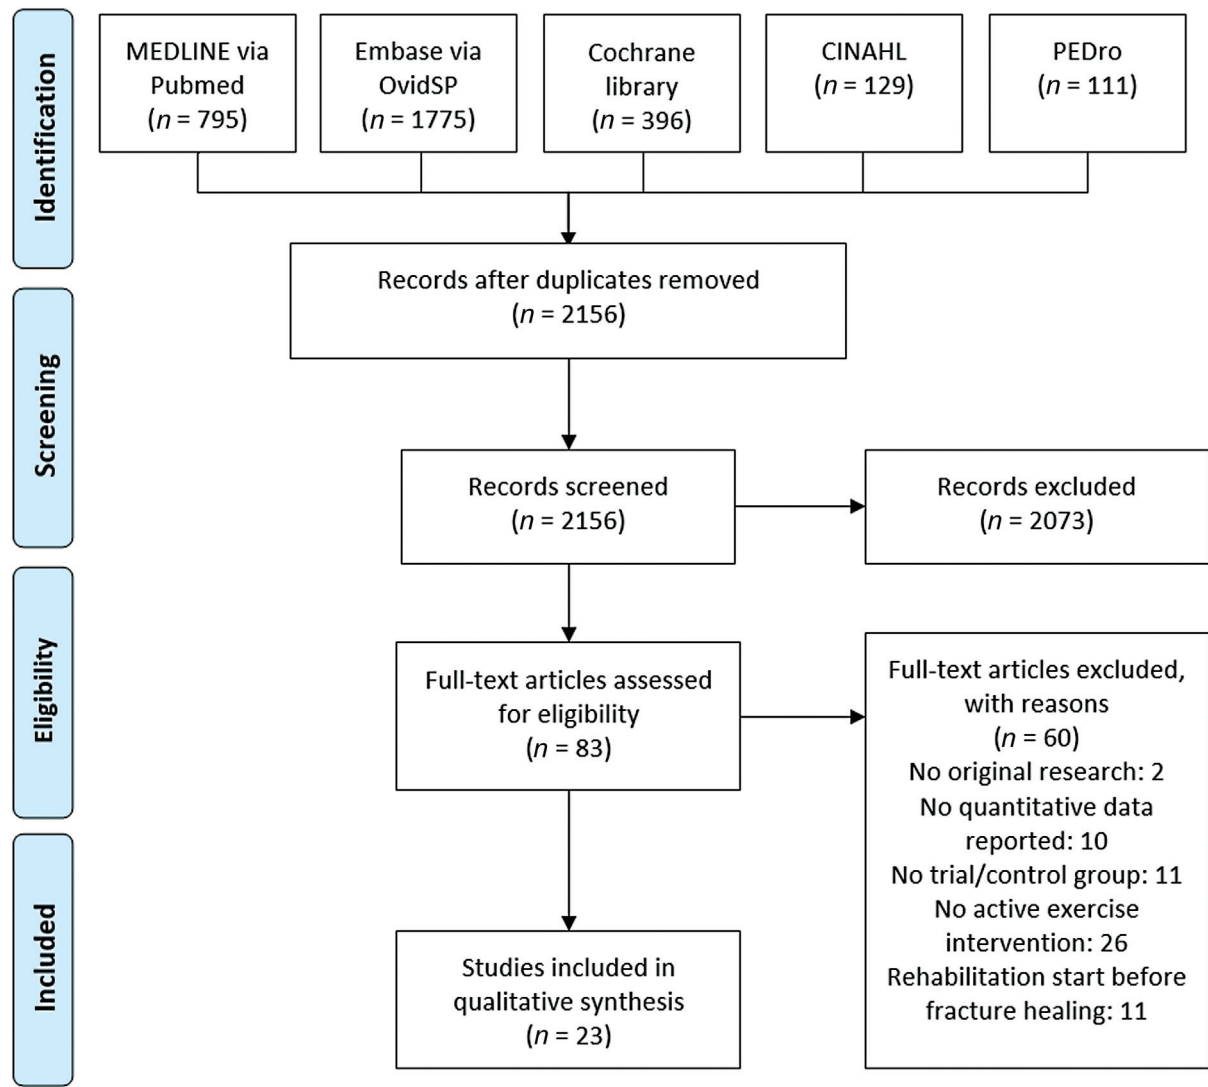 Identification
MEDLINE via
Pubmed
(n = 795)
Embase via
OvidSP
(n = 1775)
Cochrane
library
(n = 396)
CINAHL
(n = 129)
PEDro
(n = 111)
Records after duplicates removed
(n = 2156)
Screening
Records screened
(n = 2156)
Records excluded
(n = 2073)
Eligibility
Full-text articles assessed
for eligibility
(n = 83)
Full-text articles excluded,
with reasons
(n = 60)
No original research: 2
No quantitative data
reported: 10
No trial/control group: 11
No active exercise
intervention: 26
Rehabilitation start before
fracture healing: 11
Included
Studies included in
qualitative synthesis
(n = 23)